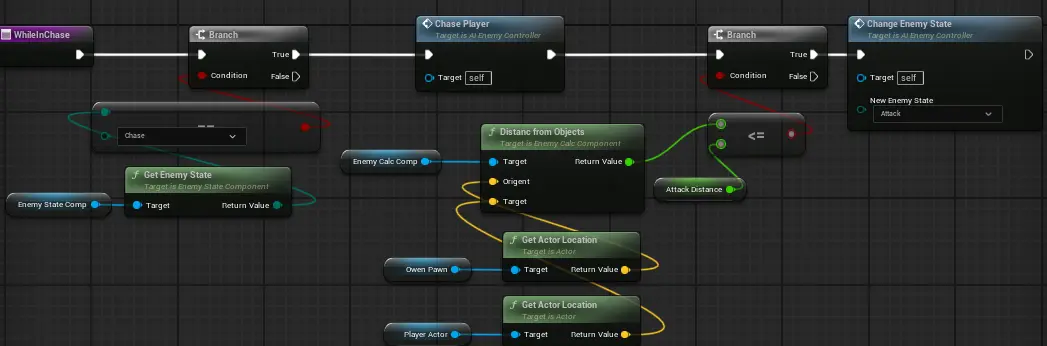 WhileInChase
Branch
True
Condition
False
Chase Player
Target is AI Enemy Controller
Target
self
Branch
True
Condition
False
Change Enemy State
Target is AI Enemy Controller
Target
self
New Enemy State
Attack
==
Chase
Get Enemy State
Target is Enemy State Component
Enemy State Comp
Target
Return Value
Enemy Calc Comp
Distanc from Objects
Target is Enemy Calc Component
Target
Return Value
Origent
Target
<=
Attack Distance
Get Actor Location
Target is Actor
Owen Pawn
Target
Return Value
Get Actor Location
Target is Actor
Player Actor
Target
Return Value